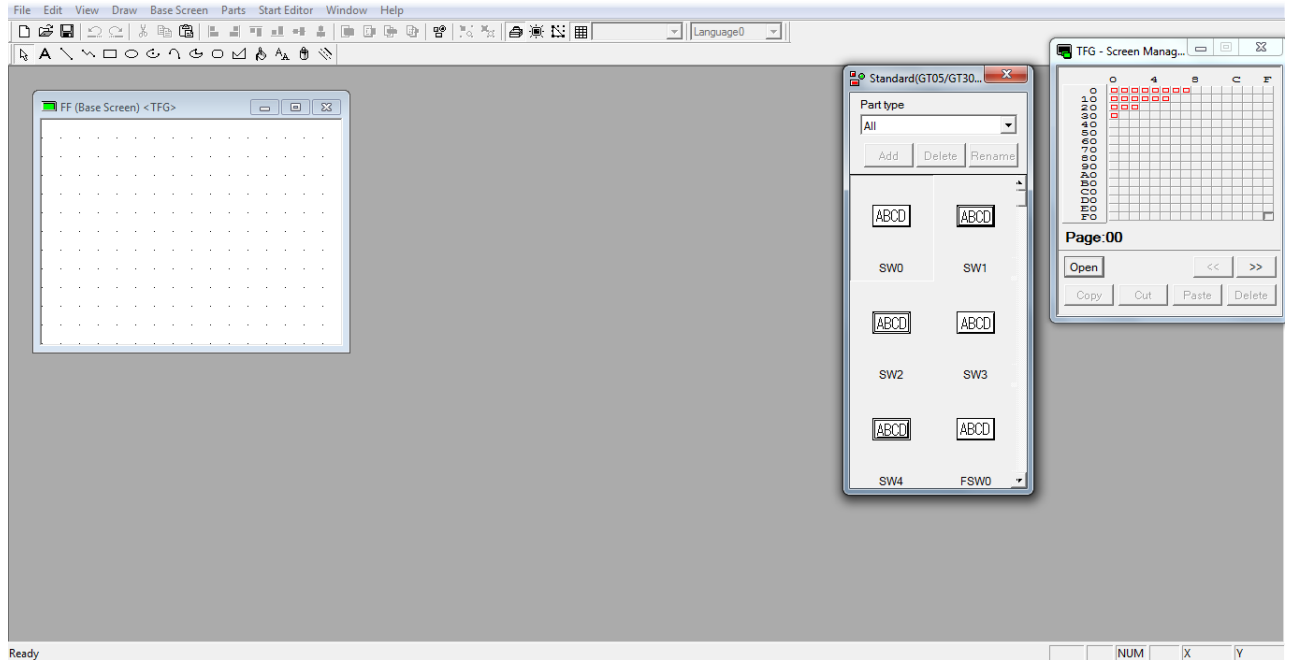 File Edit View Draw Base Screen Parts Start Editor Window Help
Language0
A AA
FF (Base Screen) <TFG>
Standard(GT05/GT30...
Part type
All
Add Delete Rename
ABCD ABCD
SW0 SW1
ABCD ABCD
SW2 SW3
ABCD ABCD
SW4 FSW0
TFG - Screen Manag...
0 4 8 C F
0
10
20
30
40
50
60
70
80
90
A0
B0
C0
D0
E0
F0
Page:00
Open << >>
Copy Cut Paste Delete
Ready NUM X Y